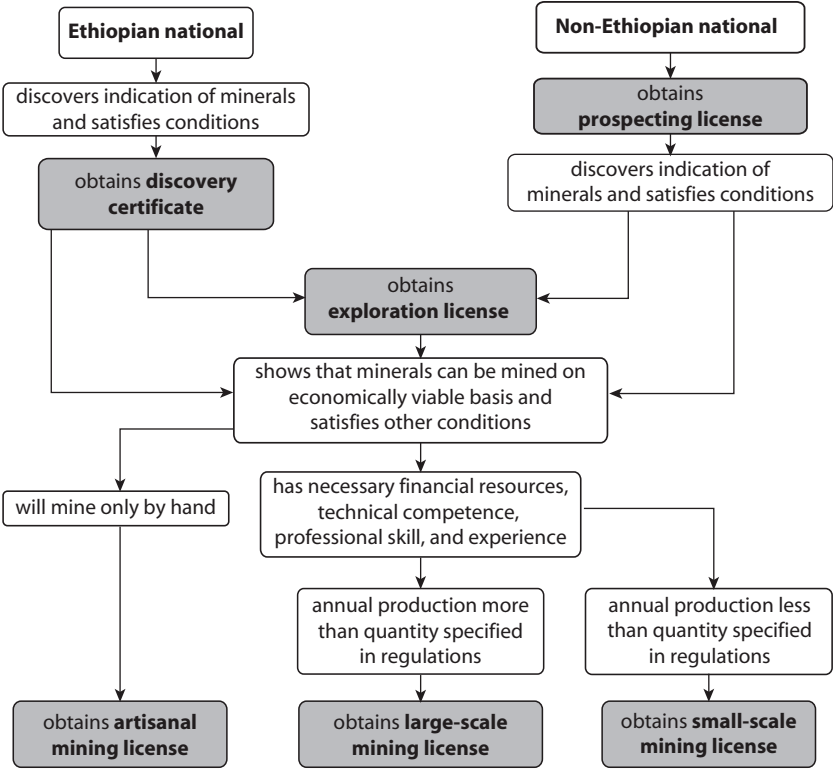 Ethiopian national
Non-Ethiopian national
discovers indication of minerals
and satisfies conditions
obtains
prospecting license
obtains discovery
certificate
discovers indication of
minerals and satisfies conditions
obtains
exploration license
shows that minerals can be mined on
economically viable basis and
satisfies other conditions
will mine only by hand
has necessary financial resources,
technical competence,
professional skill, and experience
annual production more
than quantity specified
in regulations
annual production less
than quantity specified
in regulations
obtains artisanal
mining license
obtains large-scale
mining license
obtains small-scale
mining license